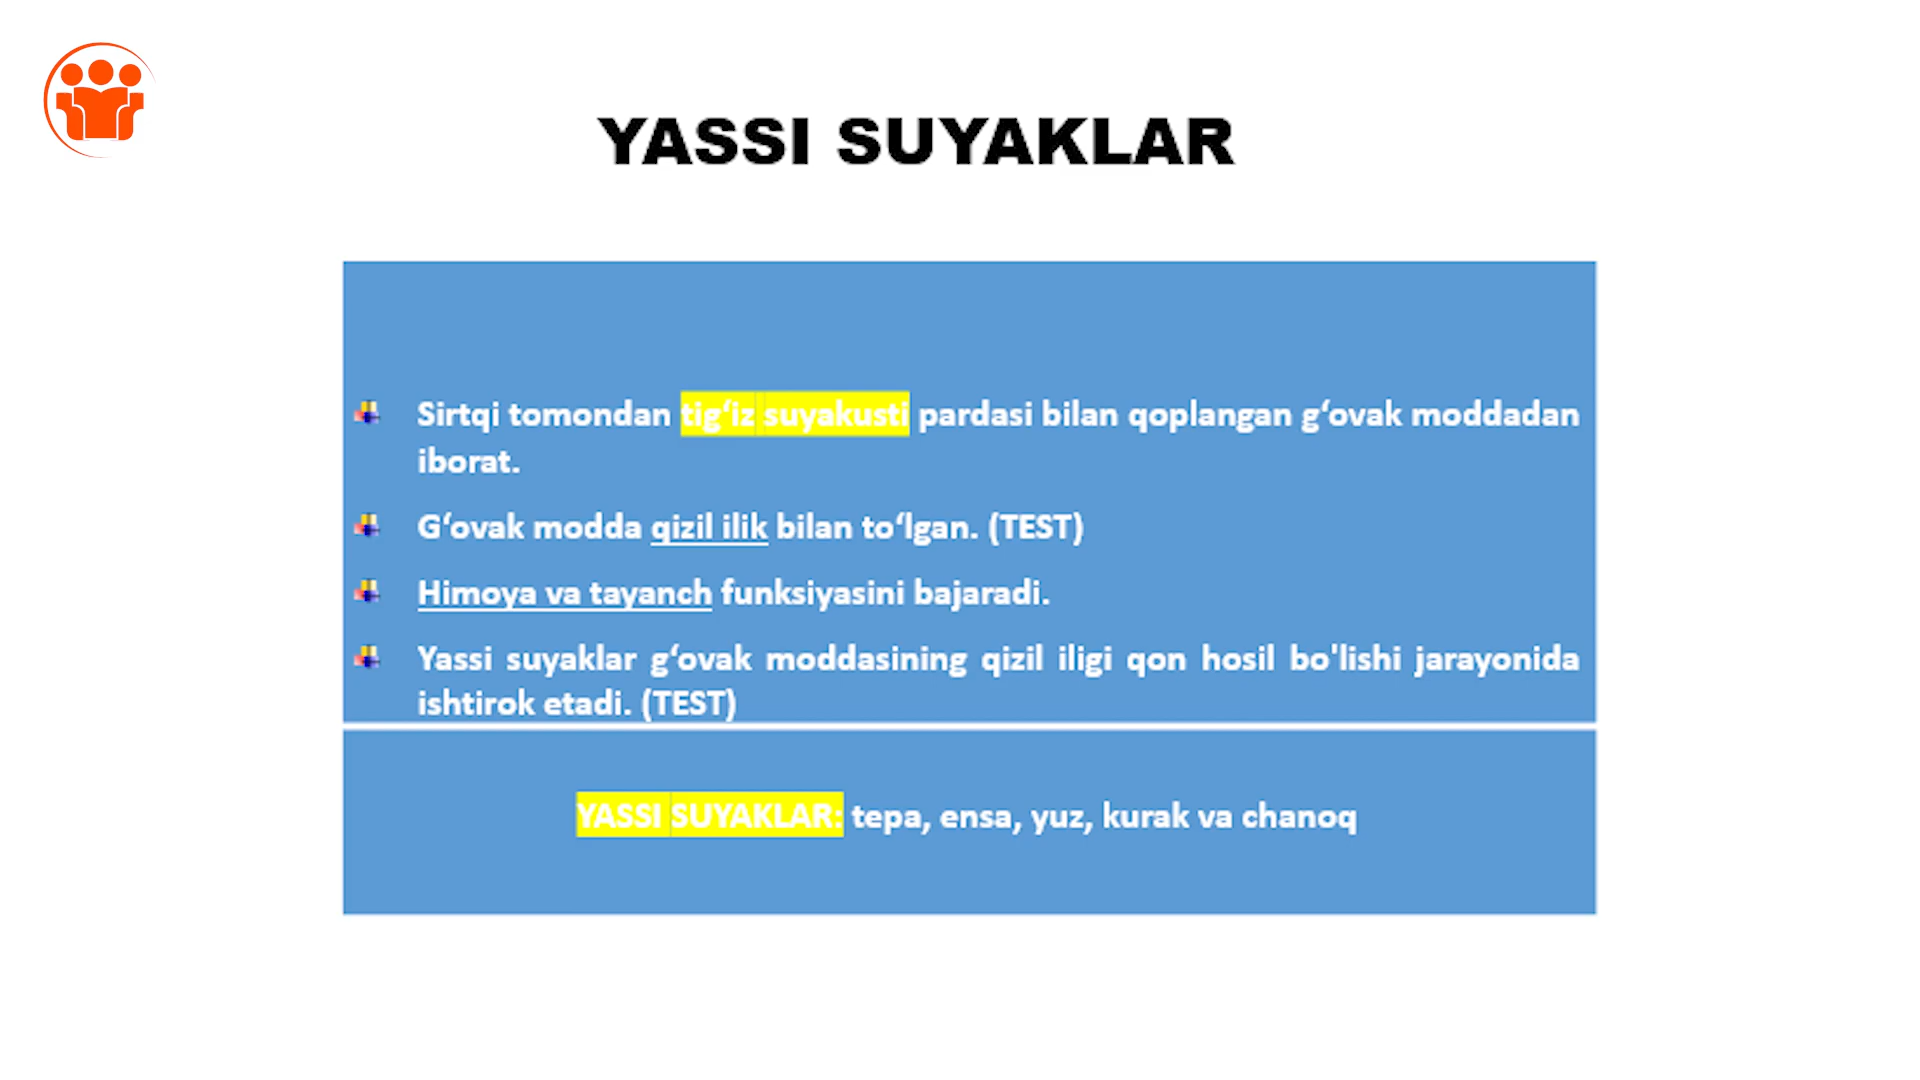 YASSI SUYAKLAR
Sirtqi tomondan tig‘iz suyakusti pardasi bilan qoplangan g‘ovak moddadan
iborat.
G‘ovak modda qizil ilik bilan to‘lgan. (TEST)
Himoya va tayanch funksiyasini bajaradi.
Yassi suyaklar g‘ovak moddasining qizil iligi qon hosil bo'lishi jarayonida
ishtirok etadi. (TEST)
YASSI SUYAKLAR: tepa, ensa, yuz, kurak va chanoq